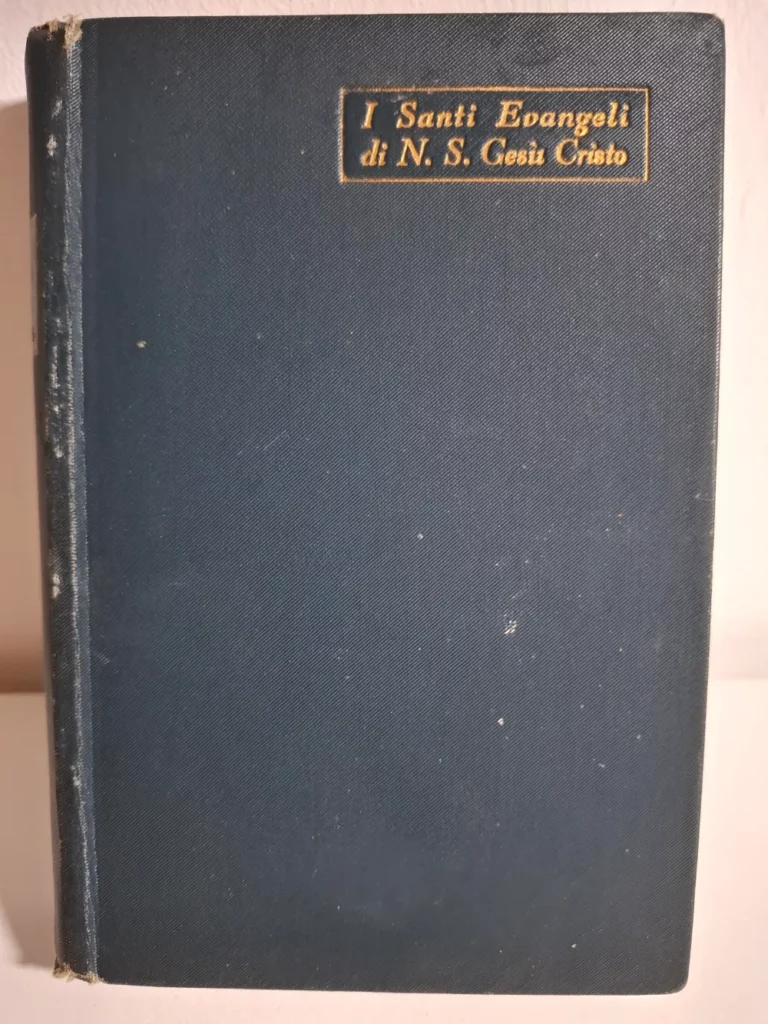 I Santi Evangeli
di N. S. Gesù Cristo